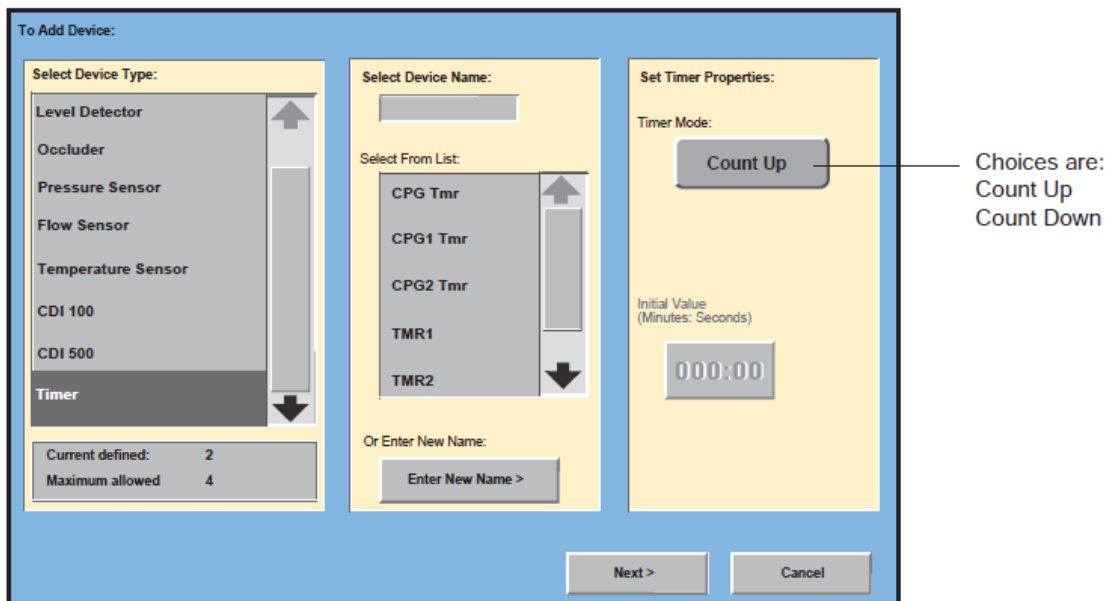 To Add Device:
Select Device Type:
Level Detector
Occluder
Pressure Sensor
Flow Sensor
Temperature Sensor
CDI 100
CDI 500
Timer
Current defined: 2
Maximum allowed 4
Select Device Name:
Select From List:
CPG Tmr
CPG1 Tmr
CPG2 Tmr
TMR1
TMR2
Or Enter New Name:
Enter New Name >
Set Timer Properties:
Timer Mode:
Count Up
Initial Value
(Minutes: Seconds)
000:00
Next >
Cancel
Choices are:
Count Up
Count Down